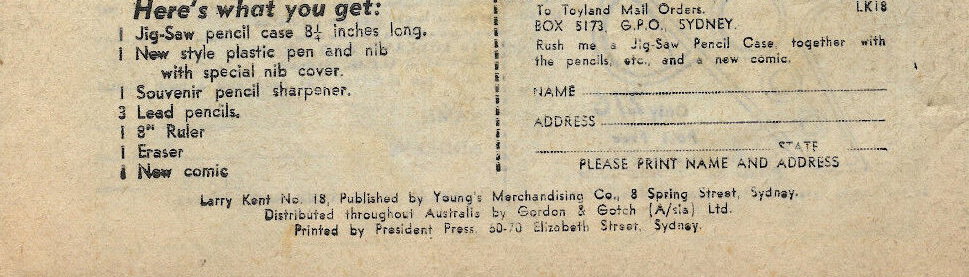 Here's what you get:
1 Jig-Saw pencil case 8¼ inches long.
1 New style plastic pen and nib
with special nib cover.
1 Souvenir pencil sharpener.
3 Lead pencils.
1 8" Ruler
1 Eraser
1 New comic
To Toyland Mail Orders. LK18
BOX 5173, G.P.O., SYDNEY.
Rush me a Jig-Saw Pencil Case, together with
the pencils, etc., and a new comic.
NAME
ADDRESS
STATE
PLEASE PRINT NAME AND ADDRESS
Larry Kent No. 18, Published by Young's Merchandising Co., 8 Spring Street, Sydney.
Distributed throughout Australia by Gordon & Gotch (A/sia) Ltd.
Printed by President Press, 60-70 Elizabeth Street, Sydney.